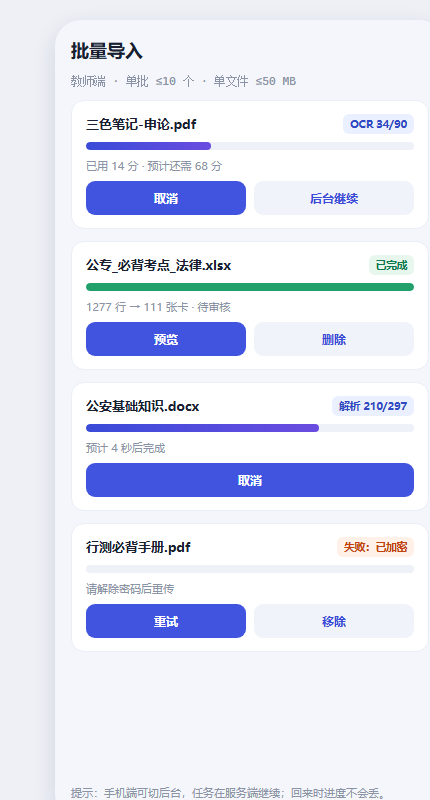 批量导入
教师端 · 单批 ≤10 个 · 单文件 ≤50 MB
三色笔记-申论.pdf
OCR 34/90
已用 14 分 · 预计还需 68 分
取消
后台继续
公专_必背考点_法律.xlsx
已完成
1277 行 → 111 张卡 · 待审核
预览
删除
公安基础知识.docx
解析 210/297
预计 4 秒后完成
取消
行测必背手册.pdf
失败：已加密
请解除密码后重传
重试
移除
提示：手机端可切后台，任务在服务端继续；回来时进度不会丢。